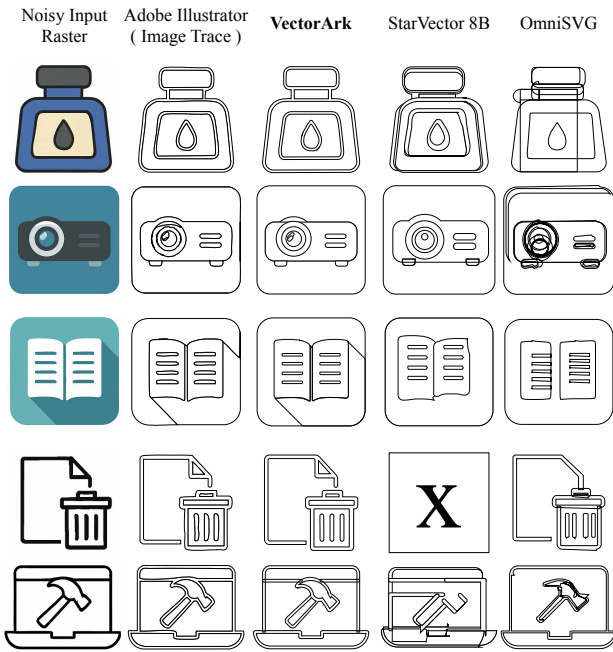 Noisy Input
Raster
Adobe Illustrator
( Image Trace )
VectorArk
StarVector 8B
OmniSVG
X